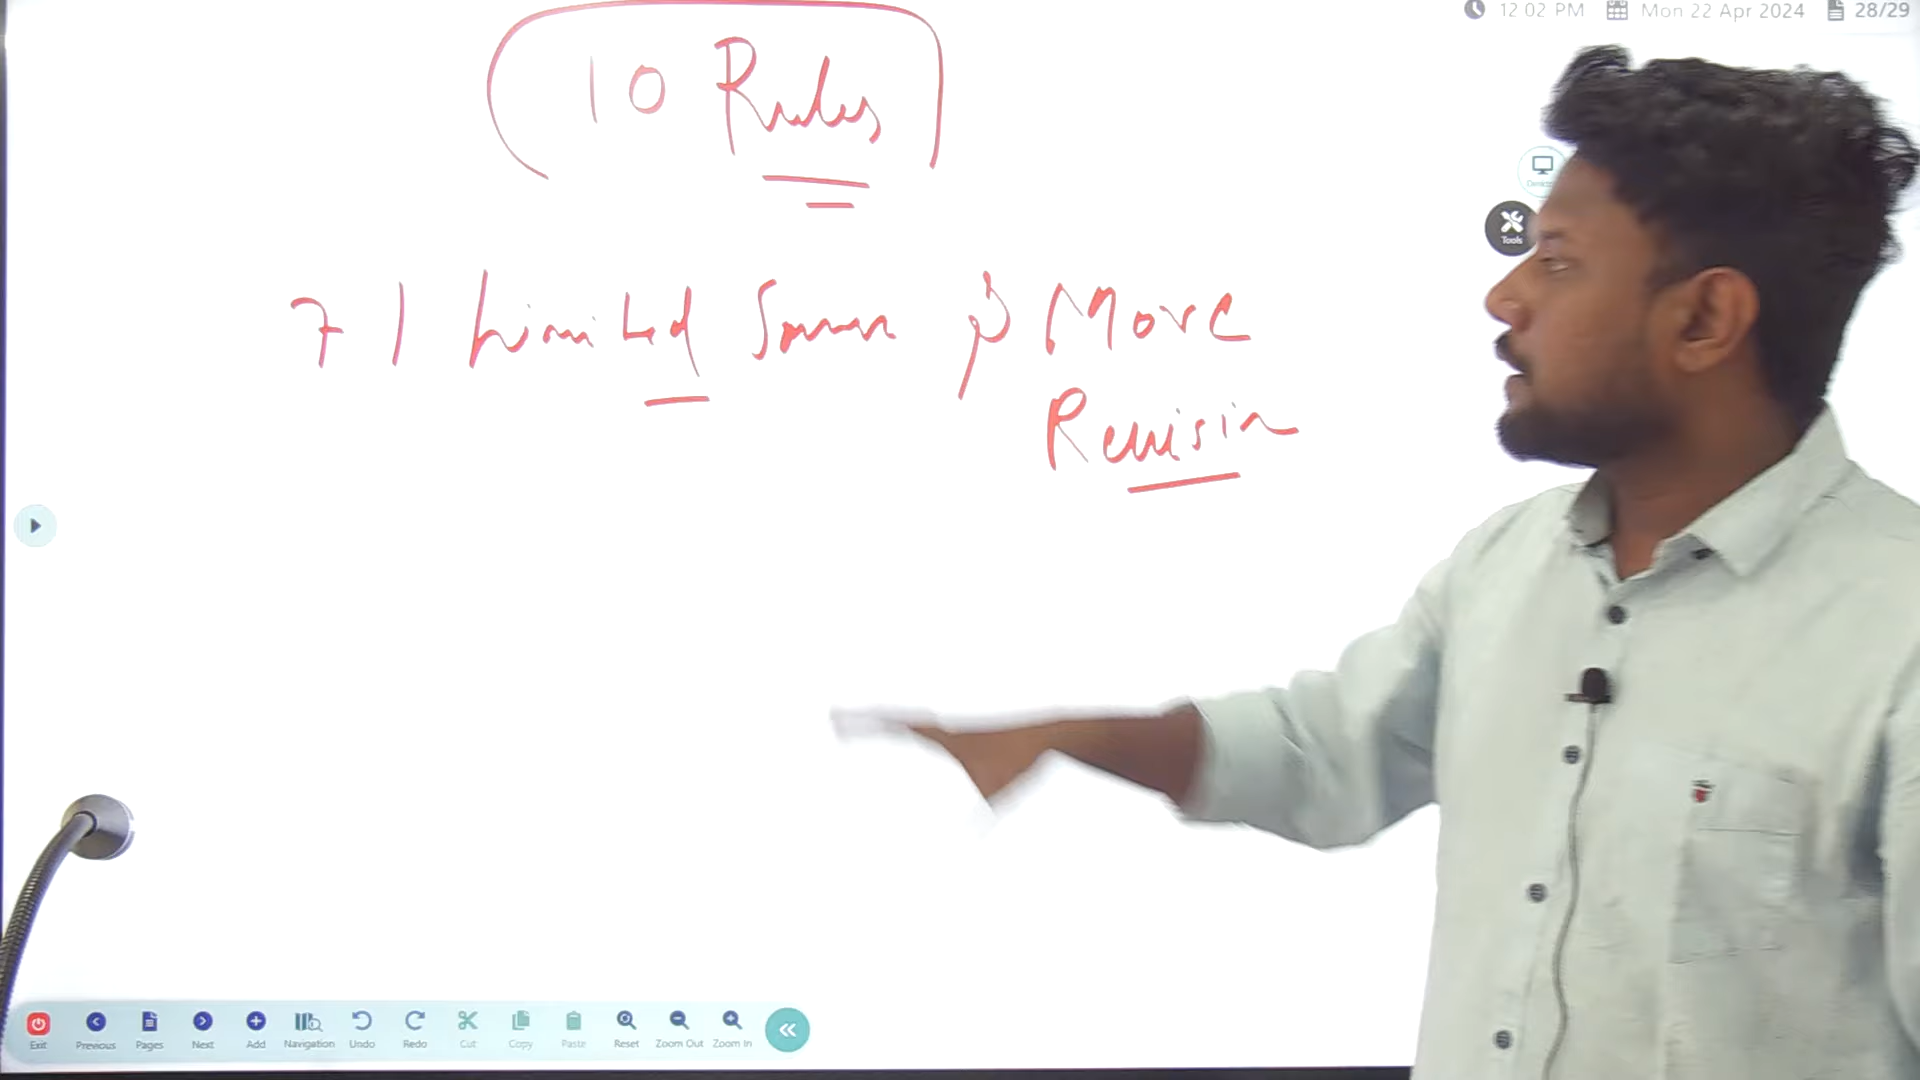 12 02 PM Mon 22 Apr 2024 28/29
10 Rules
Tools
7) Limited Source & More
Revision
Exit Previous Pages Next Add Navigation Undo Redo Cut Copy Paste Reset Zoom Out Zoom In